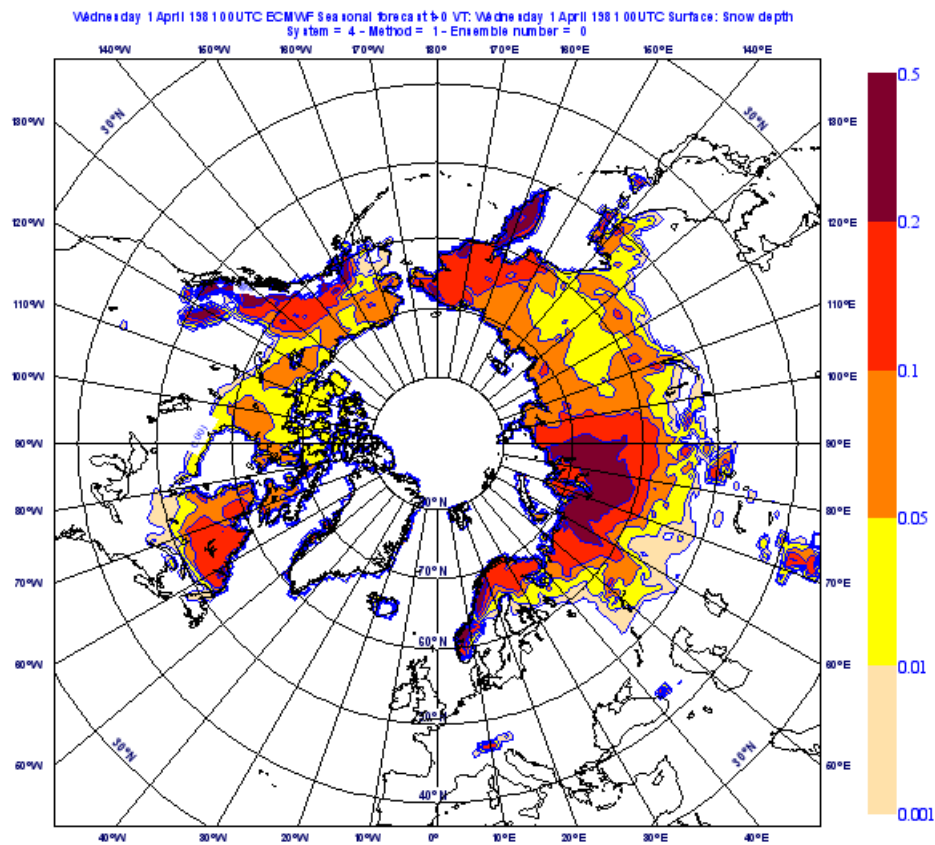 Wednesday 1 April 1981 00UTC ECMWF Seasonal forecast t+0 VT: Wednesday 1 April 1981 00UTC Surface: Snow depth
System = 4 - Method = 1 - Ensemble number = 0
140°W 150°W 160°W 170°W 180° 170°E 160°E 150°E 140°E
0.5
30°N 30°N
130°W 130°E
120°W 120°E
0.2
110°W 110°E
0.1
100°W 100°E
90°W 90°E
80°W 80°E
0.05
70°W 70°N 70°E
60°W 60°N 60°E
0.01
50°N
30°N 30°N
50°W 50°E
40°N
0.001
40°W 30°W 20°W 10°W 0° 10°E 20°E 30°E 40°E